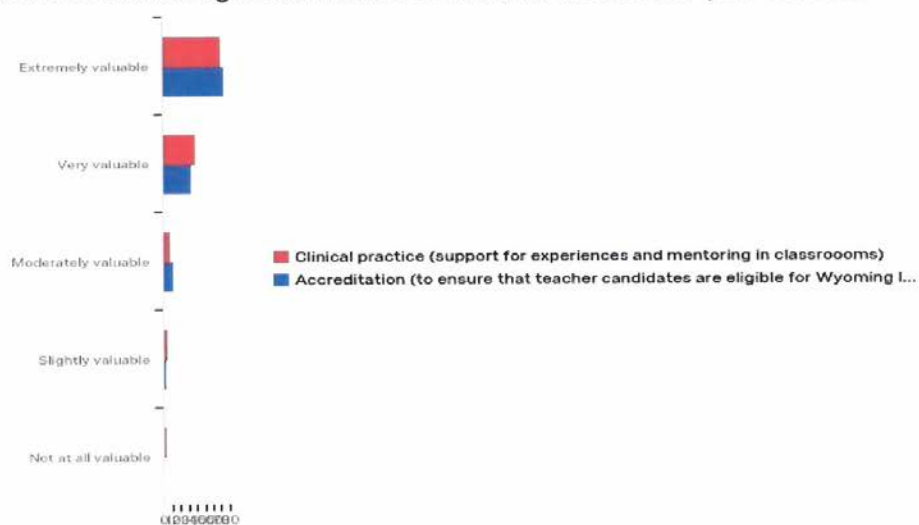 Extremely valuable
Very valuable
Moderately valuable
Clinical practice (support for experiences and mentoring in classrooms)
Accreditation (to ensure that teacher candidates are eligible for Wyoming l...
Slightly valuable
Not at all valuable